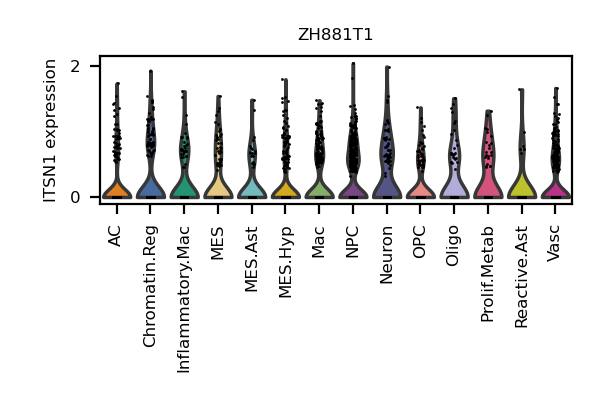 ZH881T1
ITSN1 expression
2
0
AC
Chromatin.Reg
Inflammatory.Mac
MES
MES.Ast
MES.Hyp
Mac
NPC
Neuron
OPC
Oligo
Prolif.Metab
Reactive.Ast
Vasc